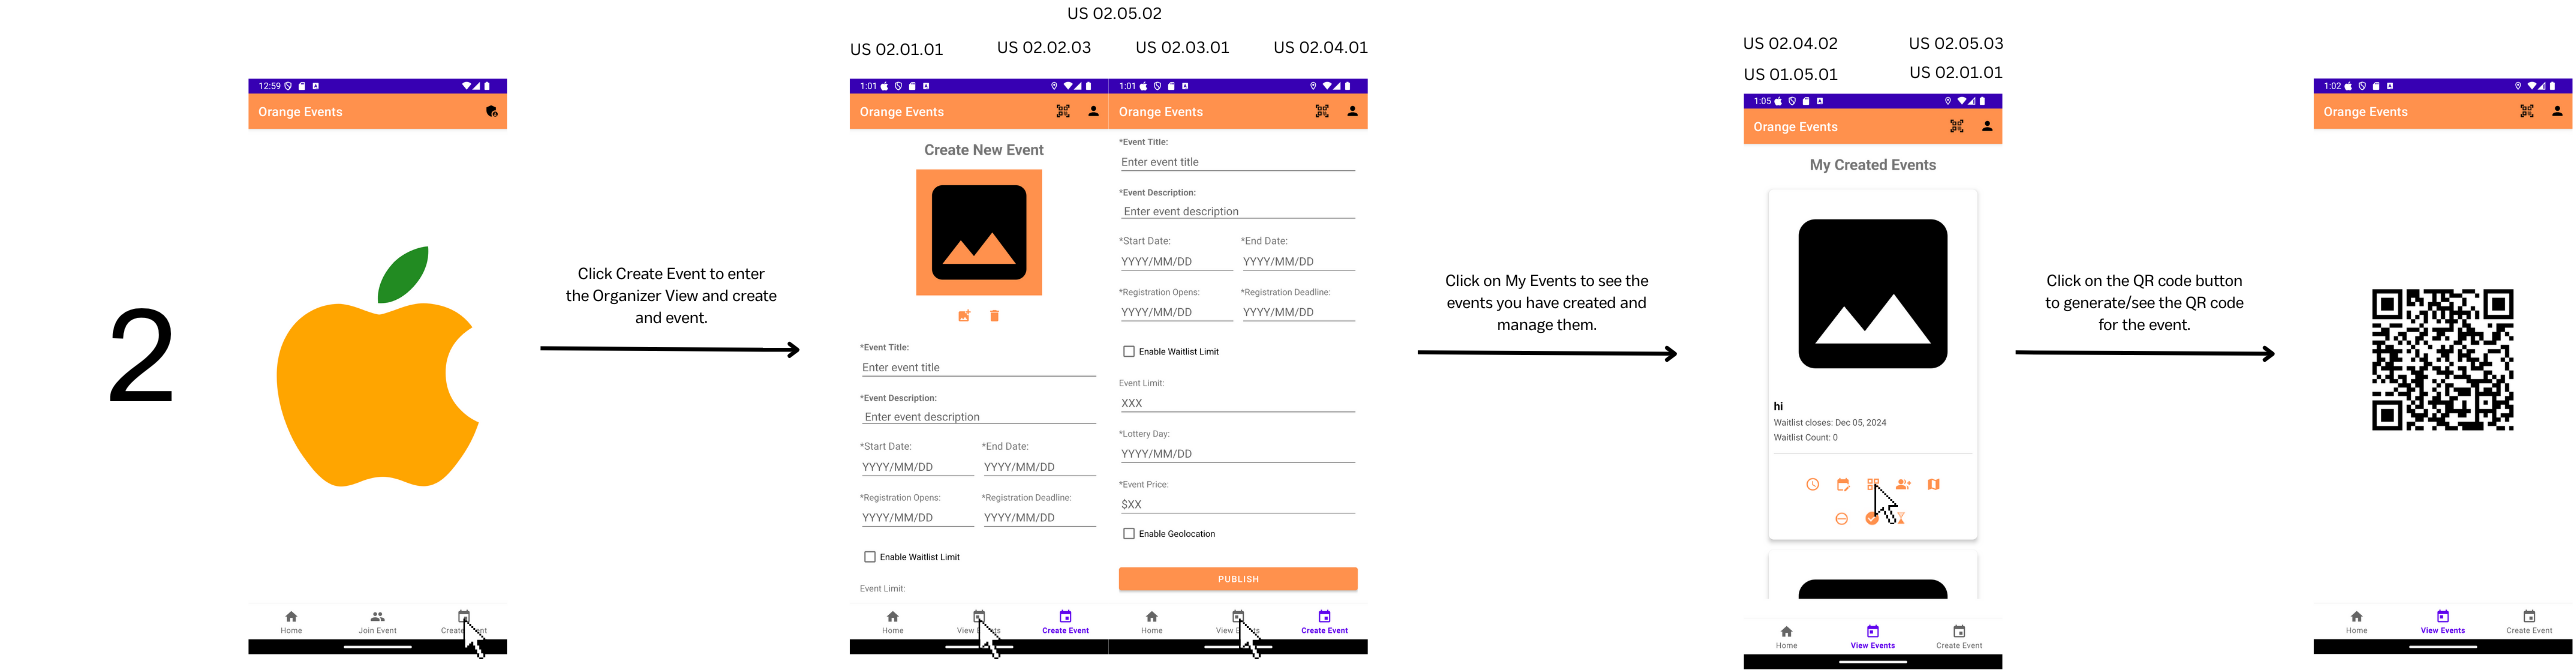 2
12:59
Orange Events
Home
Join Event
Click Create Event to enter
the Organizer View and create
and event.
US 02.05.02
US 02.01.01
US 02.02.03
US 02.03.01
US 02.04.01
1:01
Orange Events
Create New Event
*Event Title:
Enter event title
*Event Description:
Enter event description
*Start Date:
*End Date:
YYYY/MM/DD
YYYY/MM/DD
*Registration Opens:
*Registration Deadline:
YYYY/MM/DD
YYYY/MM/DD
Enable Waitlist Limit
Event Limit:
Home
View
Create Event
1:01
Orange Events
*Event Title:
Enter event title
*Event Description:
Enter event description
*Start Date:
*End Date:
YYYY/MM/DD
YYYY/MM/DD
*Registration Opens:
*Registration Deadline:
YYYY/MM/DD
YYYY/MM/DD
Enable Waitlist Limit
Event Limit:
XXX
*Lottery Day:
YYYY/MM/DD
*Event Price:
$XX
Enable Geolocation
PUBLISH
Home
View
Create Event
Click on My Events to see the
events you have created and
manage them.
US 02.04.02
US 02.05.03
US 01.05.01
US 02.01.01
1:05
Orange Events
My Created Events
hi
Waitlist closes: Dec 05, 2024
Waitlist Count: 0
Home
View Events
Create Event
Click on the QR code button
to generate/see the QR code
for the event.
1:02
Orange Events
Home
View Events
Create Event